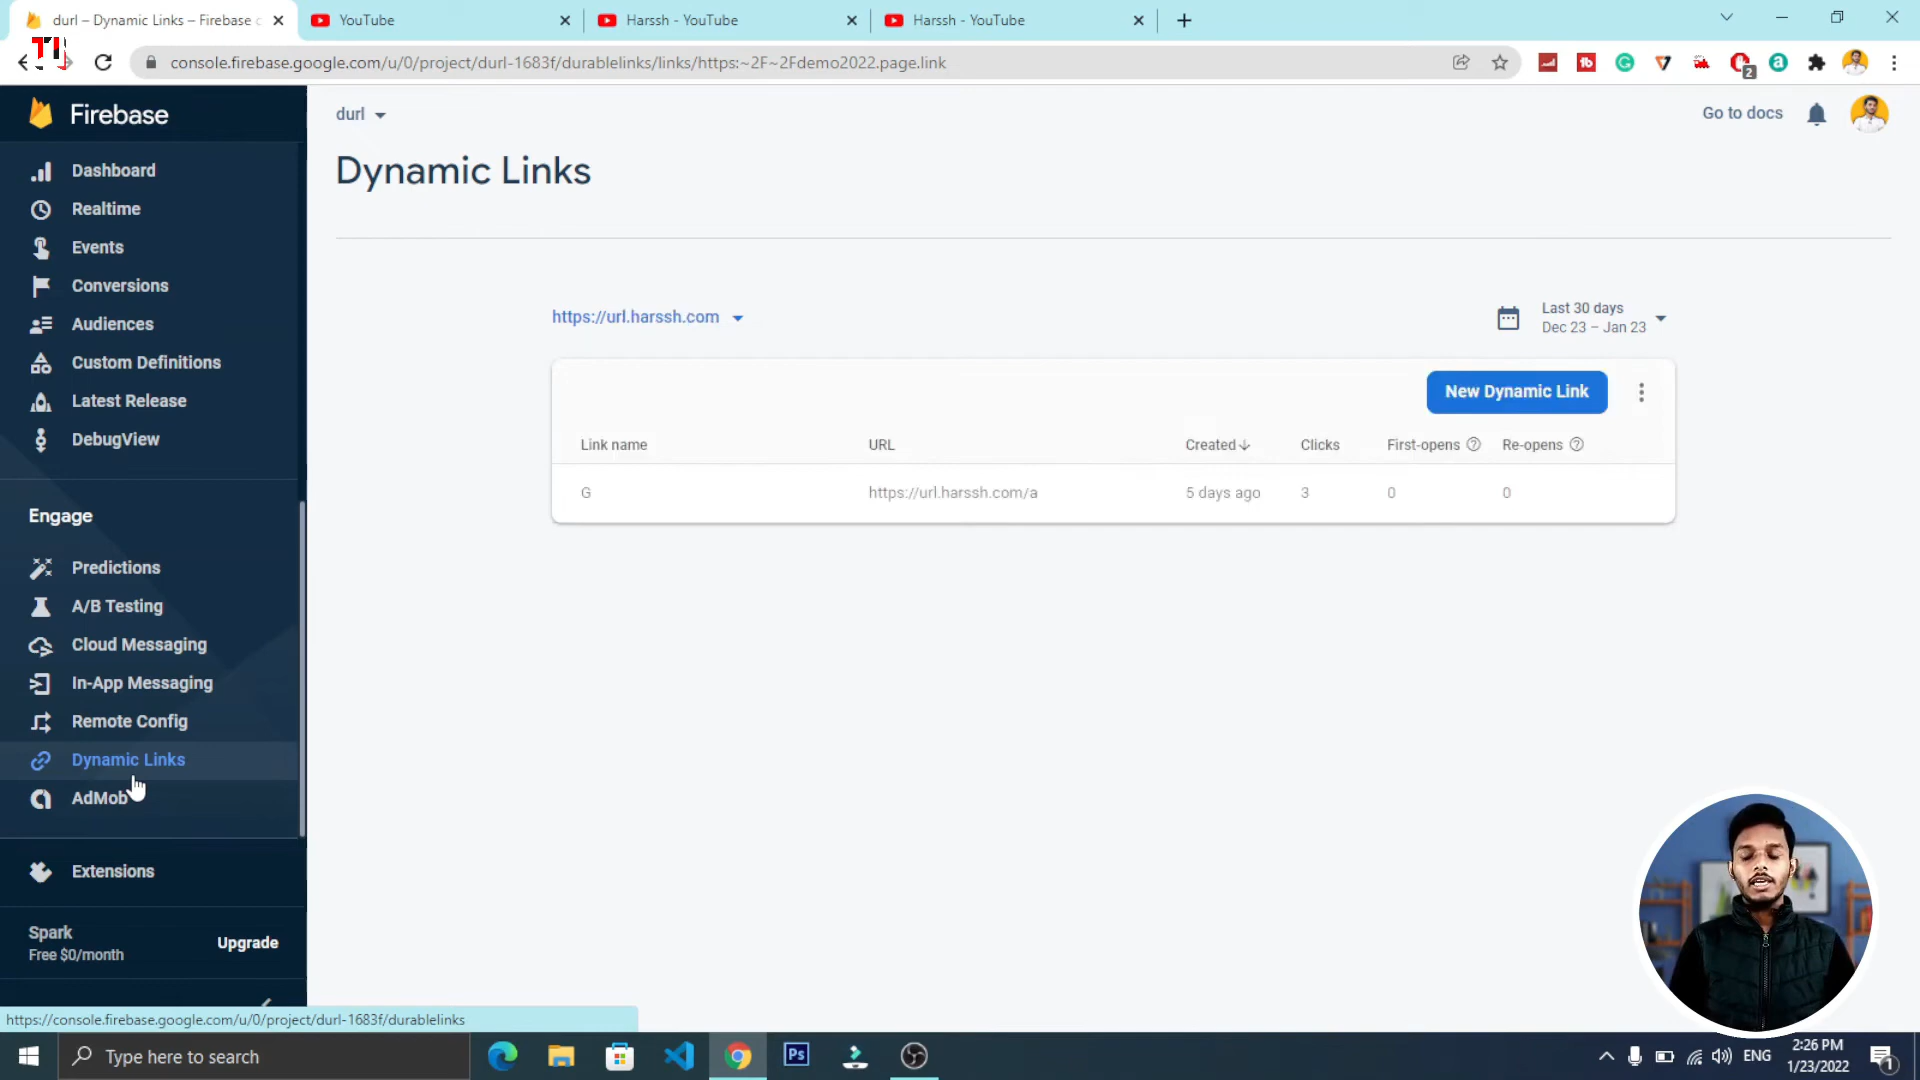 durl – Dynamic Links – Firebase c
YouTube
Harssh - YouTube
Harssh - YouTube
console.firebase.google.com/u/0/project/durl-1683f/durablelinks/links/https:~2F~2Fdemo2022.page.link
2
Firebase
durl
Go to docs
Dynamic Links
Dashboard
Realtime
Events
Conversions
Audiences
Custom Definitions
Latest Release
DebugView
Engage
Predictions
A/B Testing
Cloud Messaging
In-App Messaging
Remote Config
Dynamic Links
AdMob
Extensions
Spark
Free $0/month
Upgrade
https://url.harssh.com
Last 30 days
Dec 23 – Jan 23
New Dynamic Link
Link name URL Created Clicks First-opens Re-opens
G https://url.harssh.com/a 5 days ago 3 0 0
https://console.firebase.google.com/u/0/project/durl-1683f/durablelinks
Type here to search
Ps
ENG
2:26 PM
1/23/2022
1